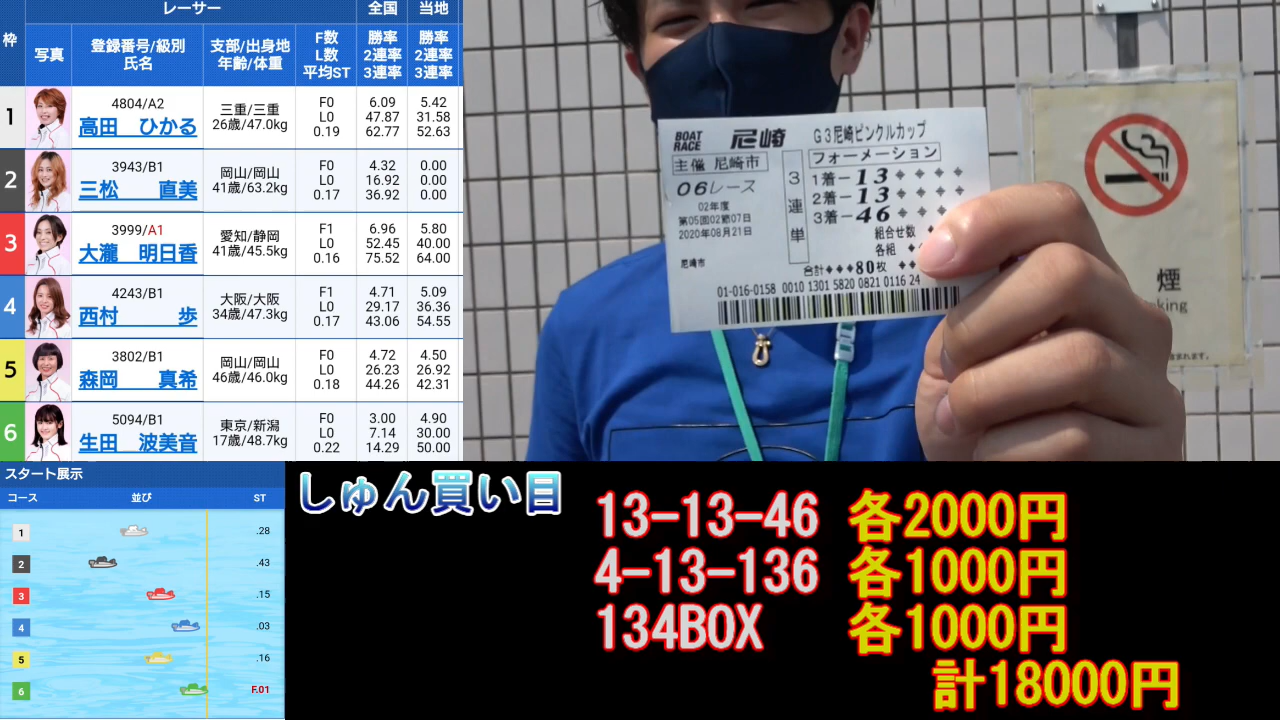 レーサー 全国 当地
枠 写真 登録番号/級別 氏名 支部/出身地 年齢/体重 F数 L数 平均ST 勝率 2連率 3連率 勝率 2連率 3連率
1 4804/A2 高田 ひかる 三重/三重 26歳/47.0kg F0 L0 0.19 6.09 47.87 62.77 5.42 31.58 52.63
2 3943/B1 三松 直美 岡山/岡山 41歳/63.2kg F0 L0 0.17 4.32 16.92 36.92 0.00 0.00 0.00
3 3999/A1 大瀧 明日香 愛知/静岡 41歳/45.5kg F1 L0 0.16 6.96 52.45 75.52 5.80 40.00 64.00
4 4243/B1 西村 歩 大阪/大阪 34歳/47.3kg F1 L0 0.17 4.71 29.17 43.06 5.09 36.36 54.55
5 3802/B1 森岡 真希 岡山/岡山 46歳/46.0kg F0 L0 0.18 4.72 26.23 44.26 4.50 26.92 42.31
6 5094/B1 生田 波美音 東京/新潟 17歳/48.7kg F0 L0 0.22 3.00 7.14 14.29 4.90 30.00 50.00
BOAT RACE 尼崎 G3尼崎ピンクルカップ
主催 尼崎市
06レース
02年度
第05回02節07日
2020年08月21日
尼崎市
3連単
フォーメーション
1着-13
2着-13
3着-46
組合せ数
各組
合計♦♦♦80枚
01-016-0158 0010 1301 5820 0821 0116 24
煙
king
されます。
スタート展示
コース 並び ST
1 .28
2 .43
3 .15
4 .03
5 .16
6 F.01
しゅん買い目
13-13-46 各2000円
4-13-136 各1000円
134BOX 各1000円
計18000円